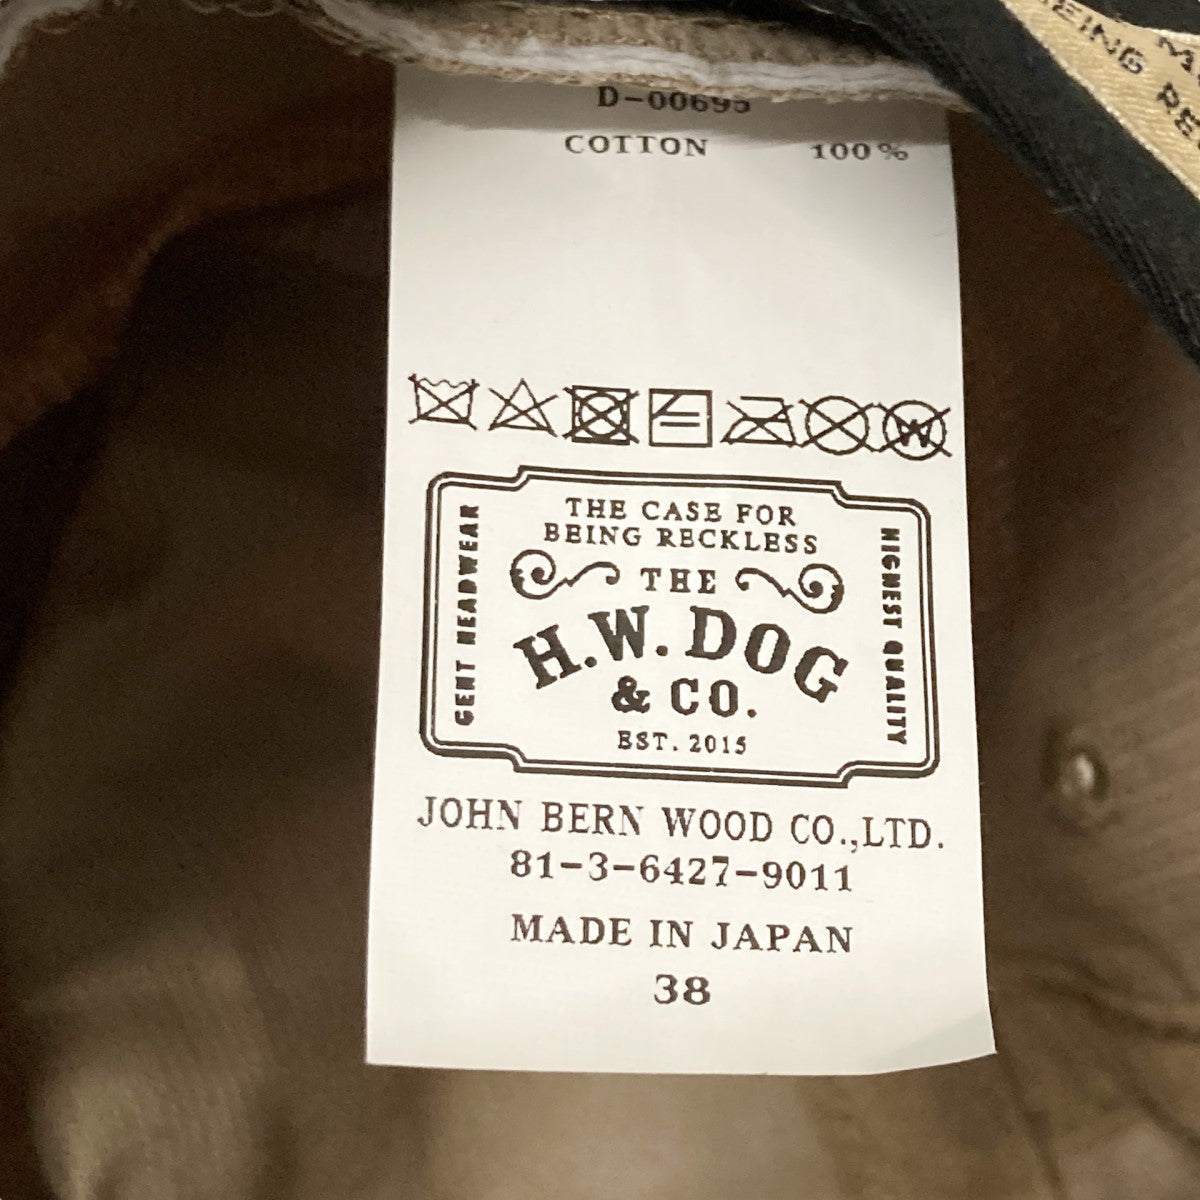 D-00695
COTTON 100%
W
THE CASE FOR
BEING RECKLESS
THE
H.W.DOG
& CO.
EST. 2015
GENT HEADWEAR
HIGHEST QUALITY
JOHN BERN WOOD CO.,LTD.
81-3-6427-9011
MADE IN JAPAN
38